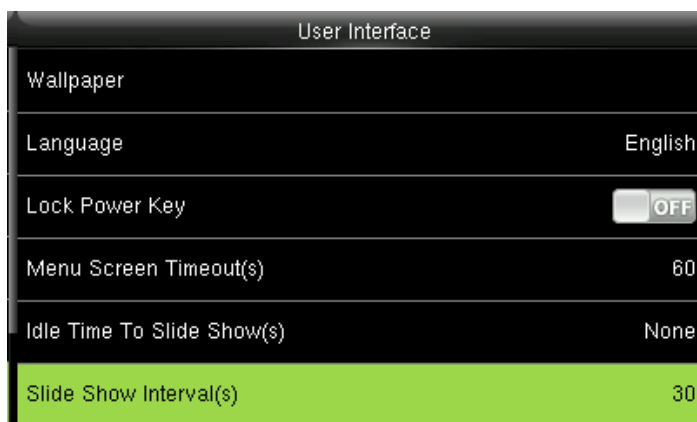 User Interface
Wallpaper
Language English
Lock Power Key OFF
Menu Screen Timeout(s) 60
Idle Time To Slide Show(s) None
Slide Show Interval(s) 30